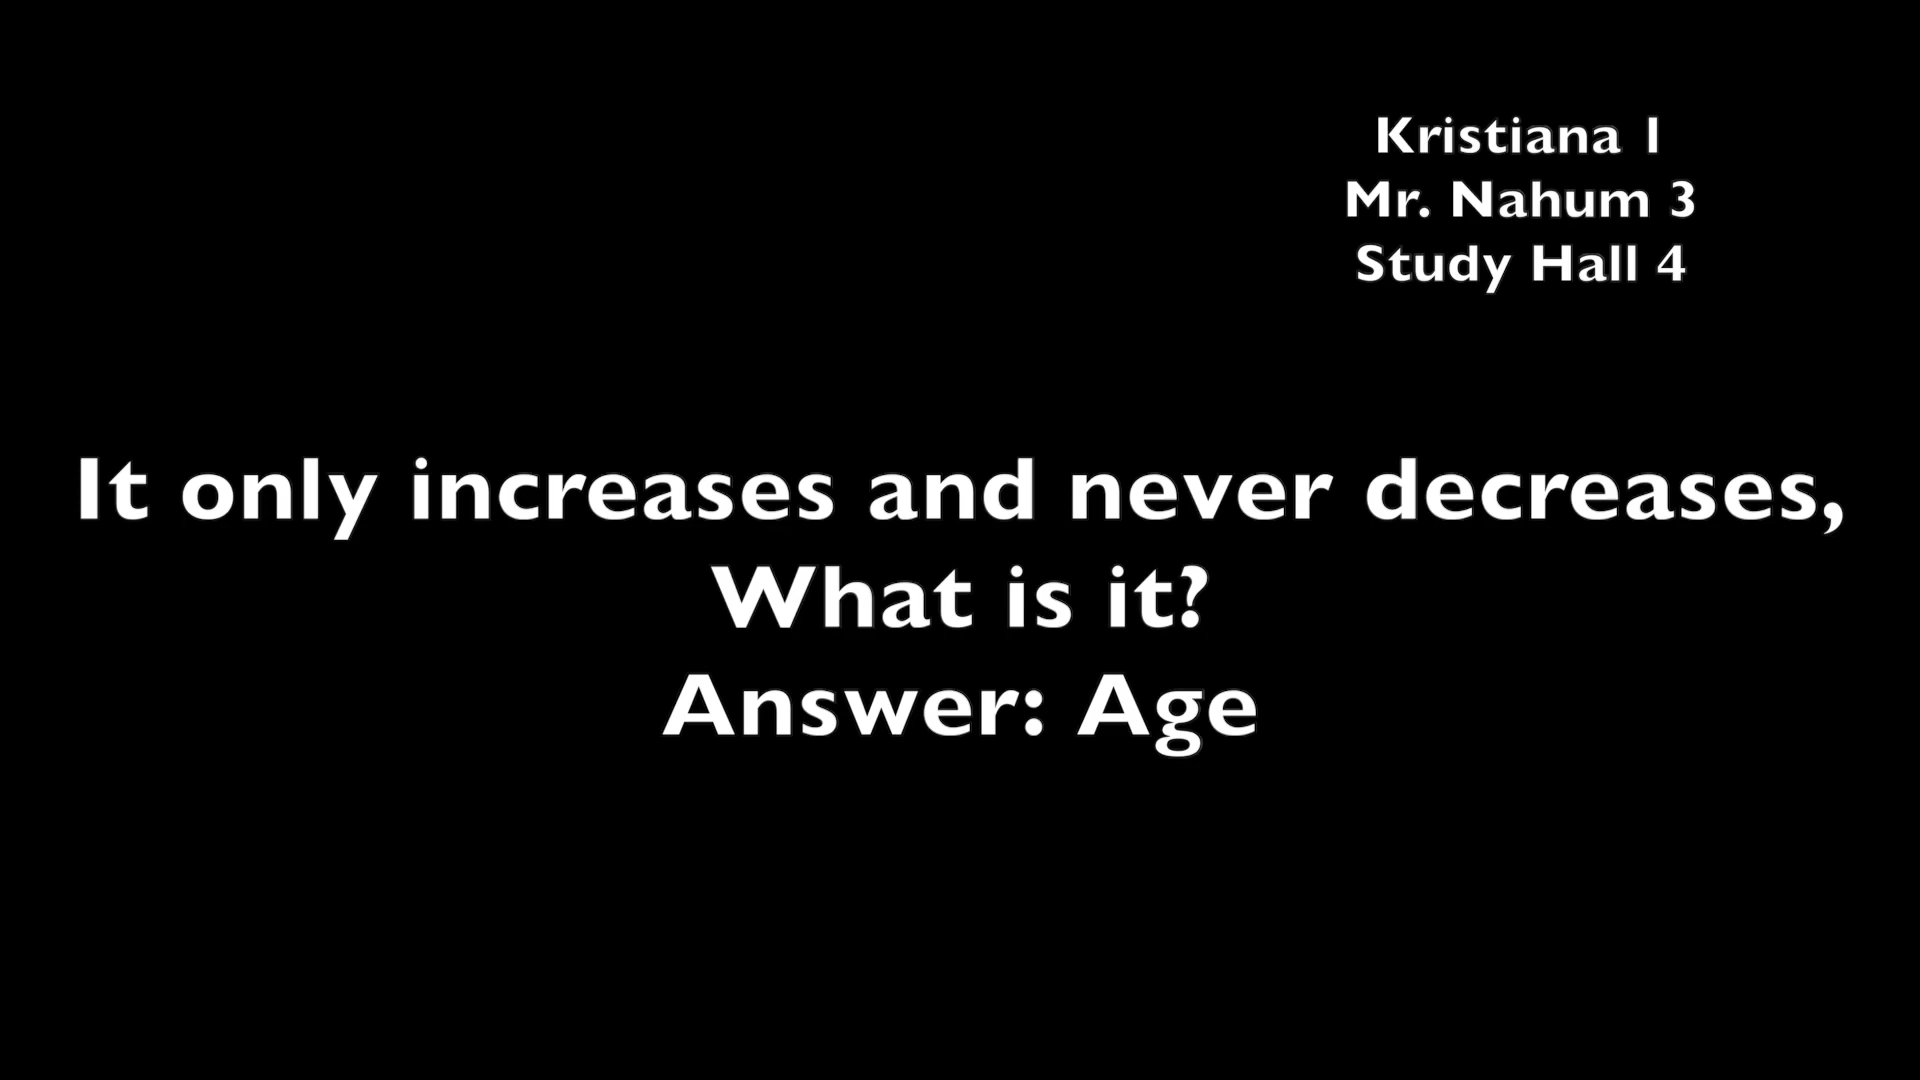 Kristiana 1
Mr. Nahum 3
Study Hall 4
It only increases and never decreases,
What is it?
Answer: Age